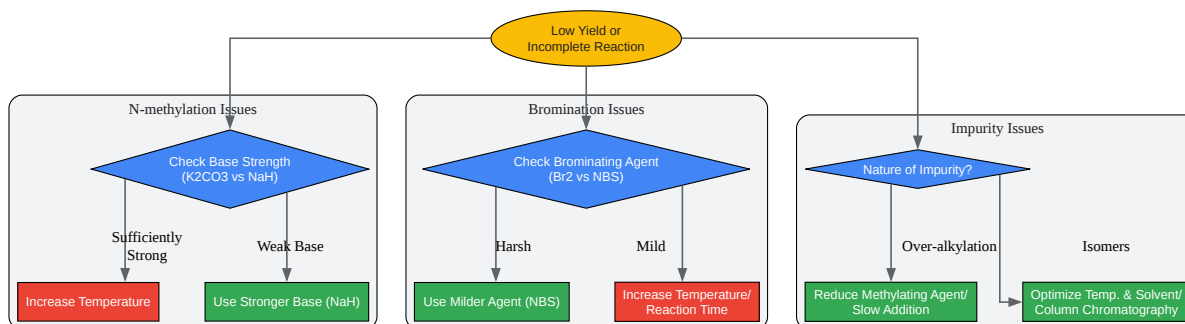 Low Yield or
Incomplete Reaction
N-methylation Issues
Bromination Issues
Impurity Issues
Check Base Strength
(K2CO3 vs NaH)
Check Brominating Agent
(Br2 vs NBS)
Nature of Impurity?
Sufficiently
Strong
Weak Base
Harsh
Mild
Over-alkylation
Isomers
Increase Temperature
Use Stronger Base (NaH)
Use Milder Agent (NBS)
Increase Temperature/
Reaction Time
Reduce Methylating Agent/
Slow Addition
Optimize Temp. & Solvent/
Column Chromatography